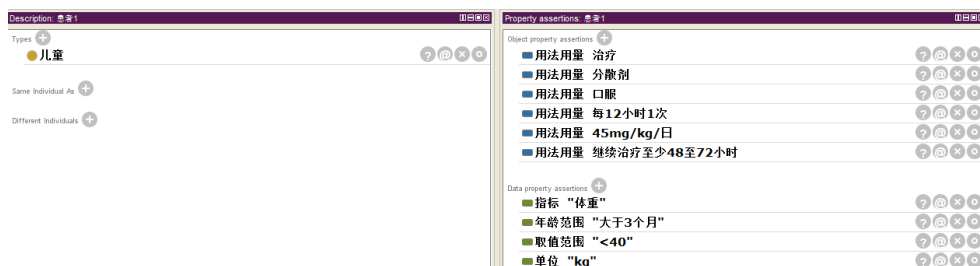 Description: 患者1
Types
儿童
Same Individual As
Different Individuals
Property assertions: 患者1
Object property assertions
用法用量 治疗
用法用量 分散剂
用法用量 口服
用法用量 每12小时1次
用法用量 45mg/kg/日
用法用量 继续治疗至少48至72小时
Data property assertions
指标 "体重"
年龄范围 "大于3个月"
取值范围 "<40"
单位 "kg"